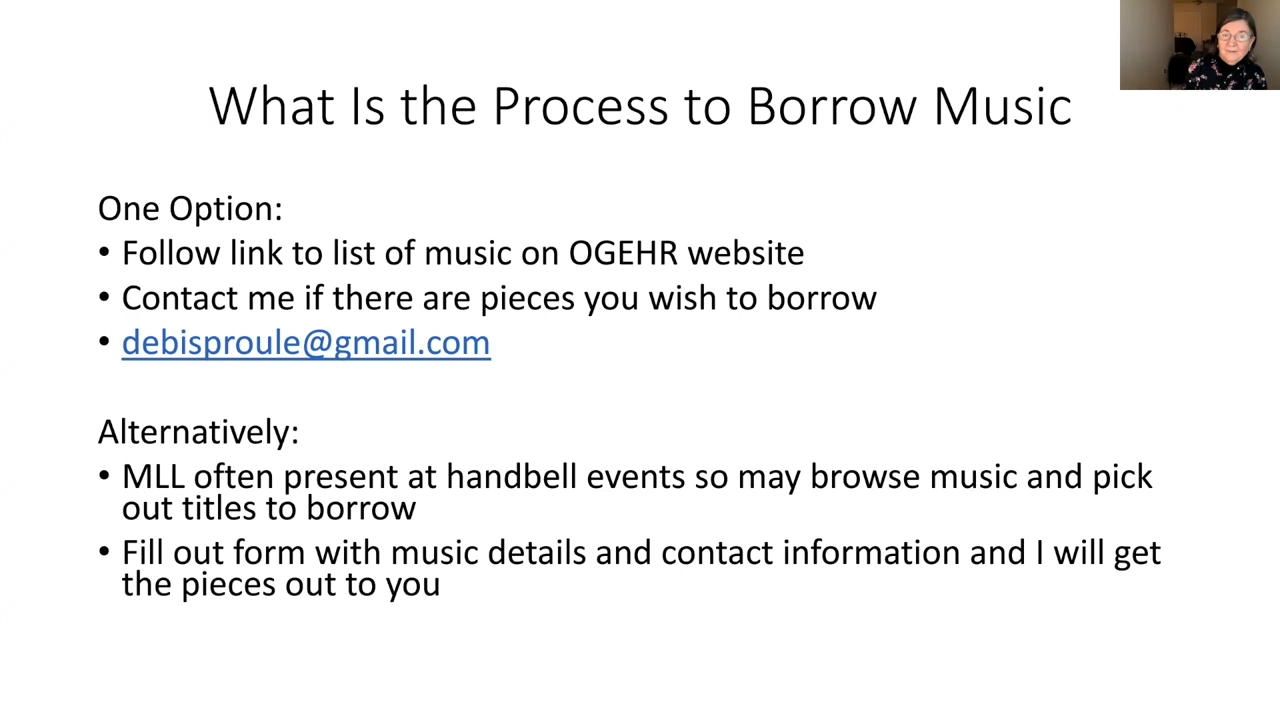 What Is the Process to Borrow Music
One Option:
• Follow link to list of music on OGEHR website
• Contact me if there are pieces you wish to borrow
• debisproule@gmail.com
Alternatively:
• MLL often present at handbell events so may browse music and pick
out titles to borrow
• Fill out form with music details and contact information and I will get
the pieces out to you